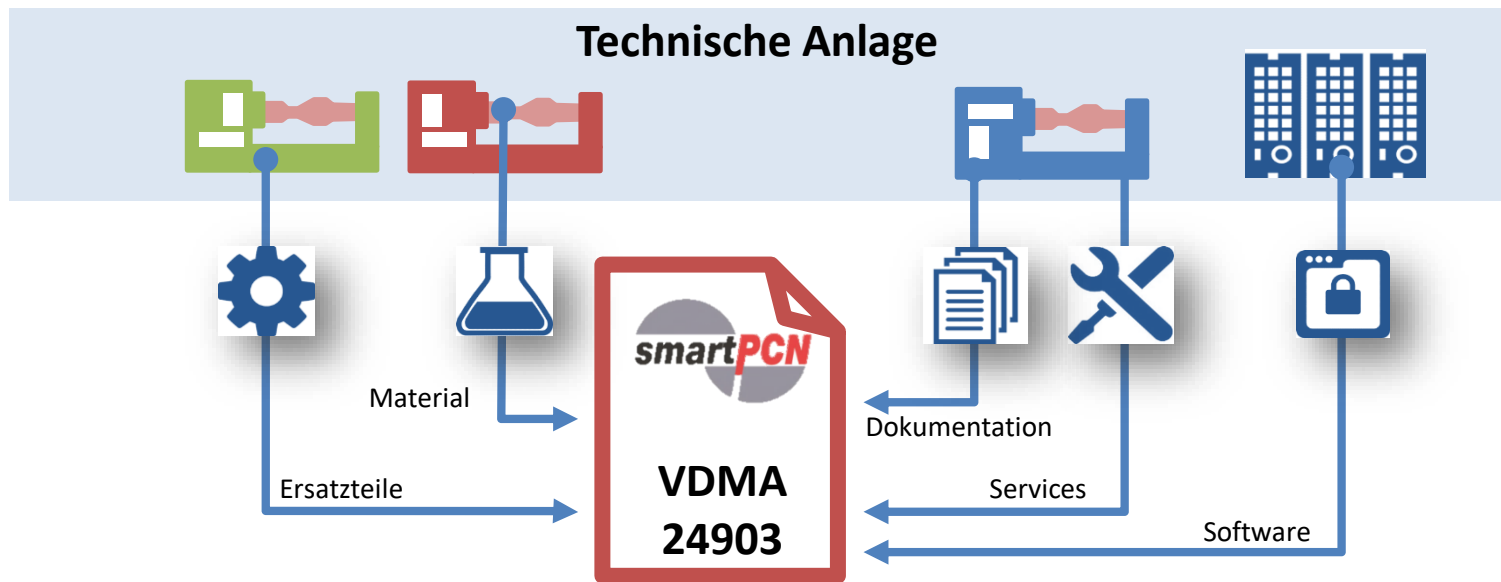 Technische Anlage
smartPCN
Material
Dokumentation
VDMA
24903
Ersatzteile
Services
Software